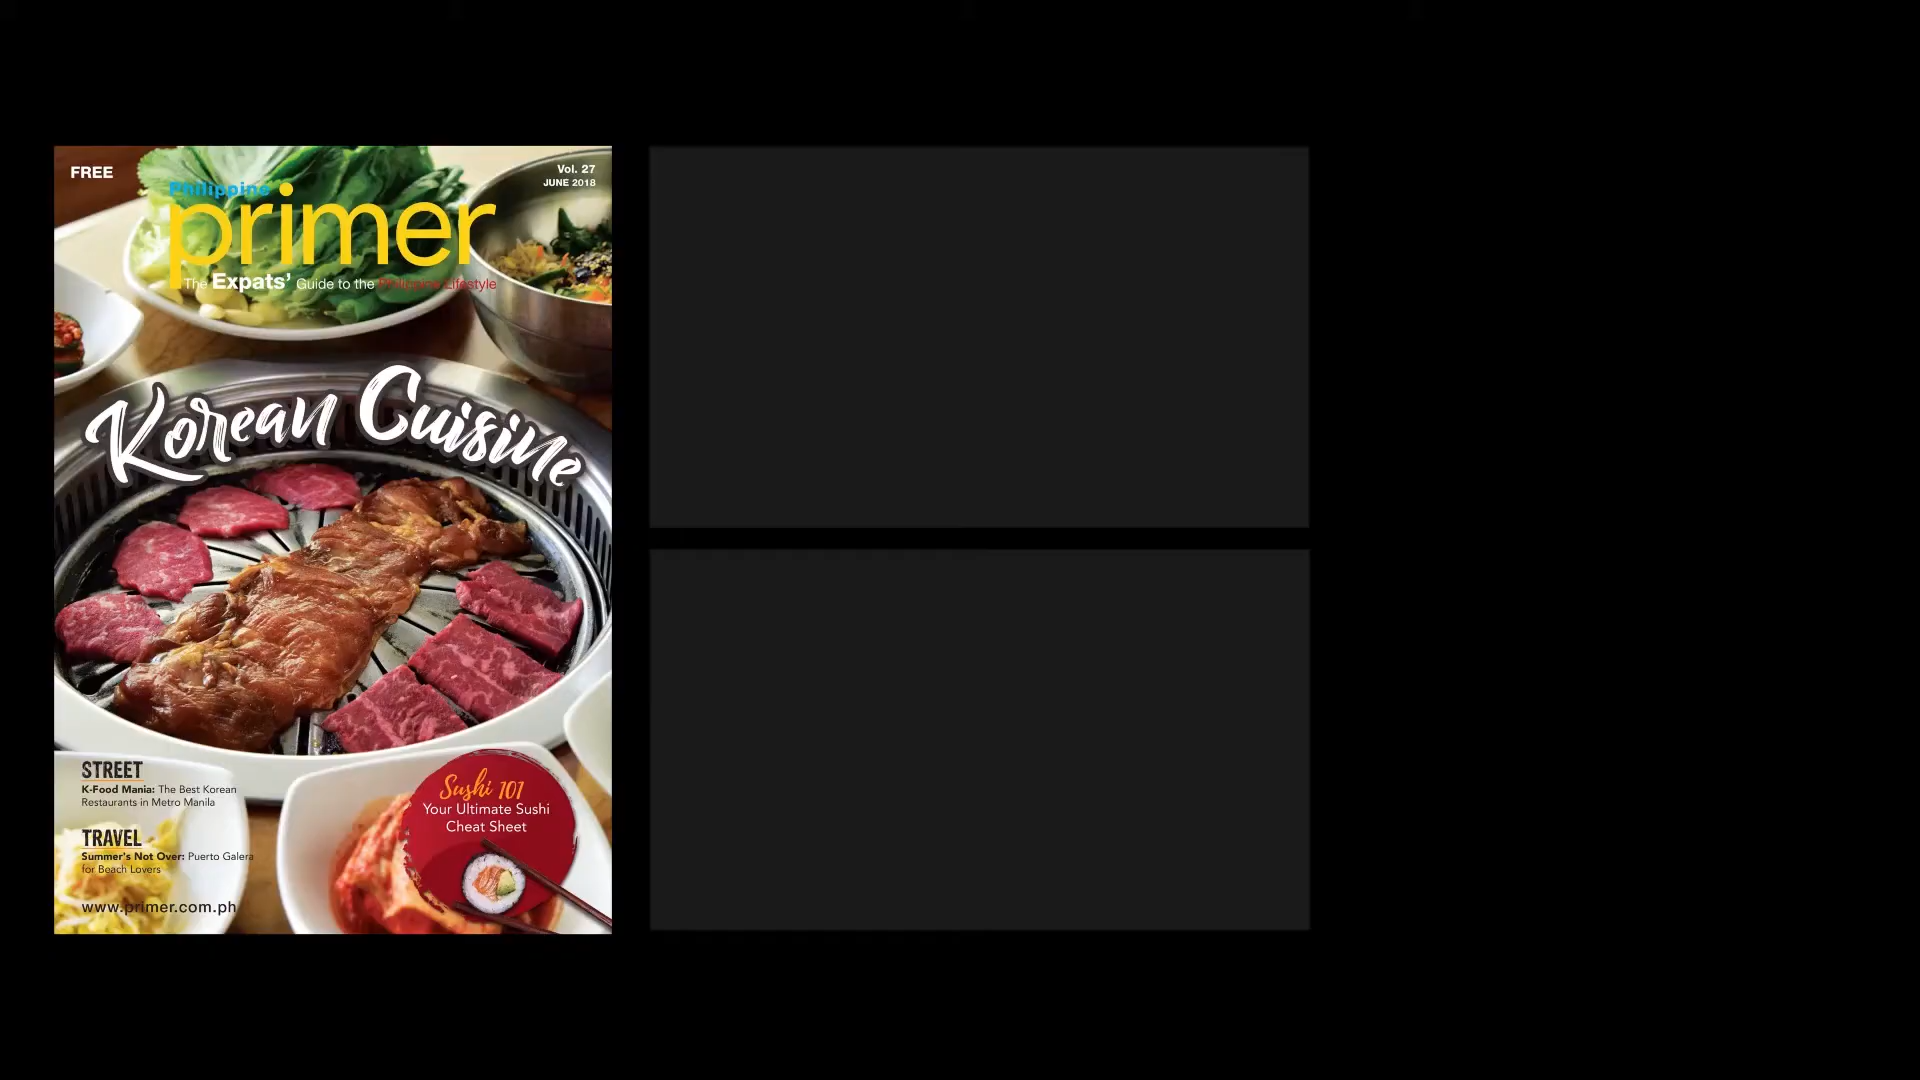 FREE
Vol. 27
JUNE 2018
Philippine
primer
The Expats' Guide to the Philippine Lifestyle
Korean Cuisine
STREET
K-Food Mania: The Best Korean
Restaurants in Metro Manila
TRAVEL
Summer's Not Over: Puerto Galera
for Beach Lovers
www.primer.com.ph
Sushi 101
Your Ultimate Sushi
Cheat Sheet